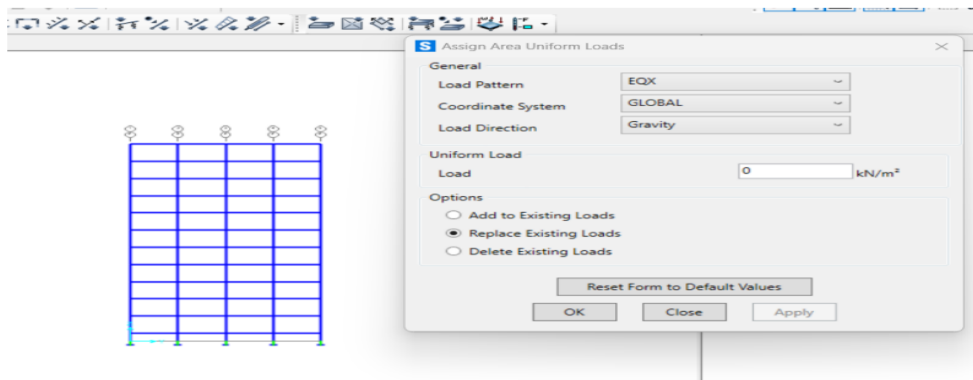 S Assign Area Uniform Loads
General
Load Pattern EQX
Coordinate System GLOBAL
Load Direction Gravity
Uniform Load
Load 0 kN/m²
Options
Add to Existing Loads
Replace Existing Loads
Delete Existing Loads
Reset Form to Default Values
OK Close Apply